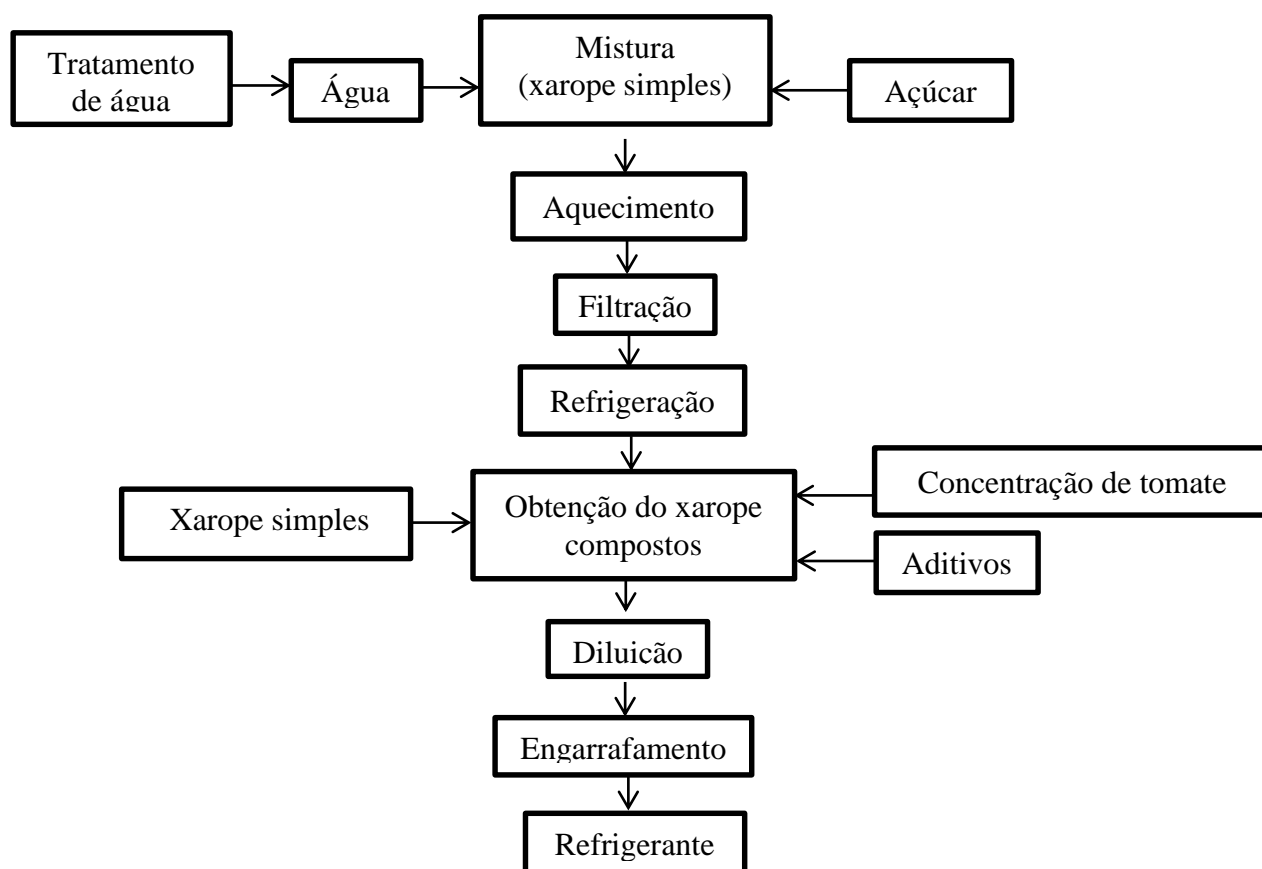 Tratamento
de água
Água
Mistura
(xarope simples)
Açúcar
Aquecimento
Filtração
Refrigeração
Xarope simples
Obtenção do xarope
compostos
Concentração de tomate
Aditivos
Diluição
Engarrafamento
Refrigerante